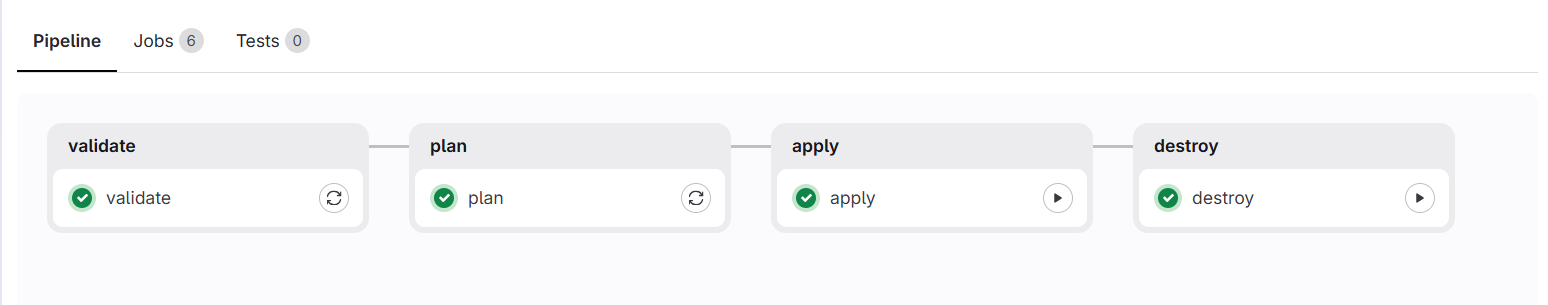 Pipeline Jobs 6 Tests 0
validate plan apply destroy
validate plan apply destroy